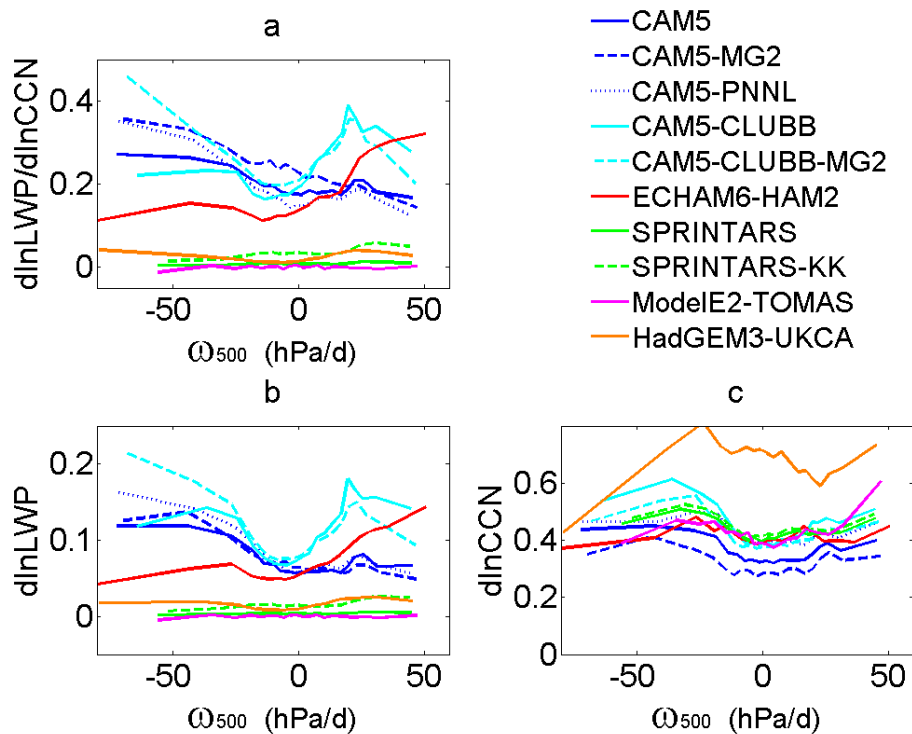 a
dlnLWP/dlnCCN
0.4
0.2
0
-50
0
50
ω500 (hPa/d)
CAM5
CAM5-MG2
CAM5-PNNL
CAM5-CLUBB
CAM5-CLUBB-MG2
ECHAM6-HAM2
SPRINTARS
SPRINTARS-KK
ModelE2-TOMAS
HadGEM3-UKCA
b
dlnLWP
0.2
0.1
0
-50
0
50
ω500 (hPa/d)
c
dlnCCN
0.6
0.4
0.2
0
-50
0
50
ω500 (hPa/d)